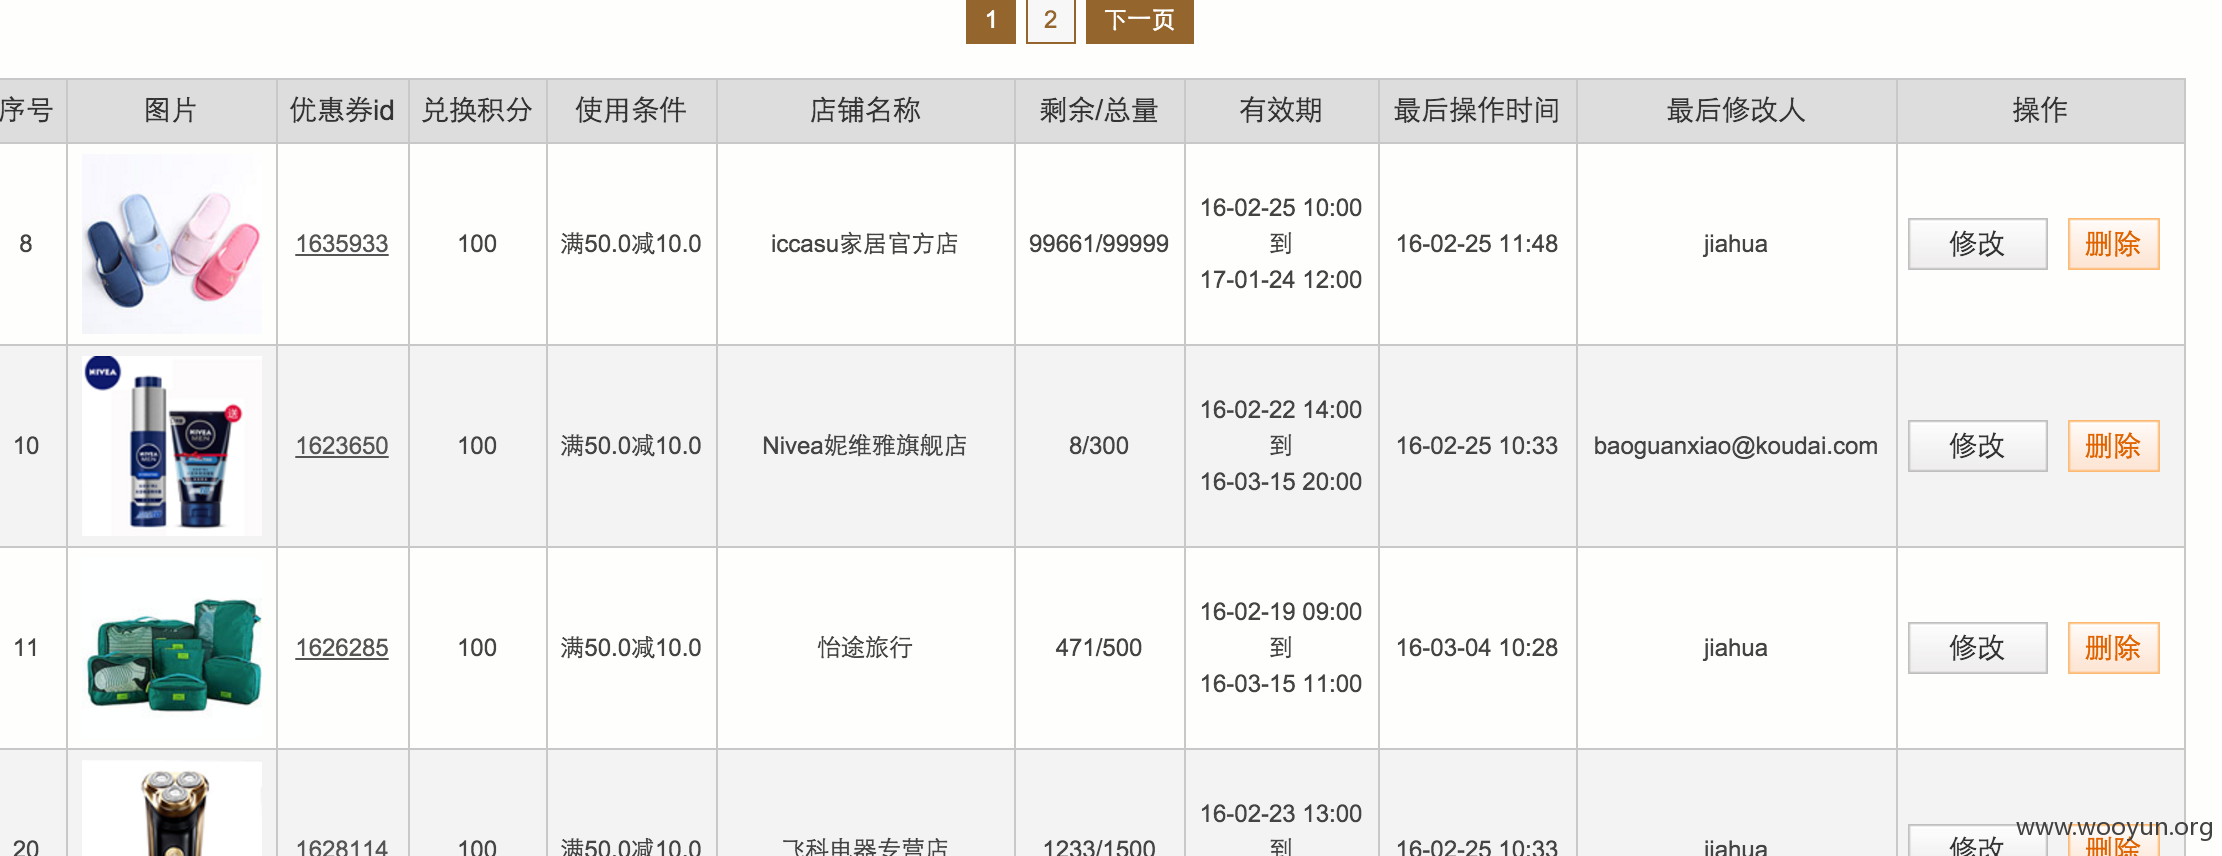 1 2 下一页
序号 图片 优惠券id 兑换积分 使用条件 店铺名称 剩余/总量 有效期 最后操作时间 最后修改人 操作
8 1635933 100 满50.0减10.0 iccasu家居官方店 99661/99999 16-02-25 10:00 到 17-01-24 12:00 16-02-25 11:48 jiahua 修改 删除
NIVEA
送
NIVEA MEN
NIVEA MEN
10 1623650 100 满50.0减10.0 Nivea妮维雅旗舰店 8/300 16-02-22 14:00 到 16-03-15 20:00 16-02-25 10:33 baoguanxiao@koudai.com 修改 删除
11 1626285 100 满50.0减10.0 怡途旅行 471/500 16-02-19 09:00 到 16-03-15 11:00 16-03-04 10:28 jiahua 修改 删除
20 1628114 100 满50.0减10.0 飞科电器专营店 1233/1500 16-02-23 13:00 到 16-02-25 10:33 jiahua 修改 删除
www.wooyun.org